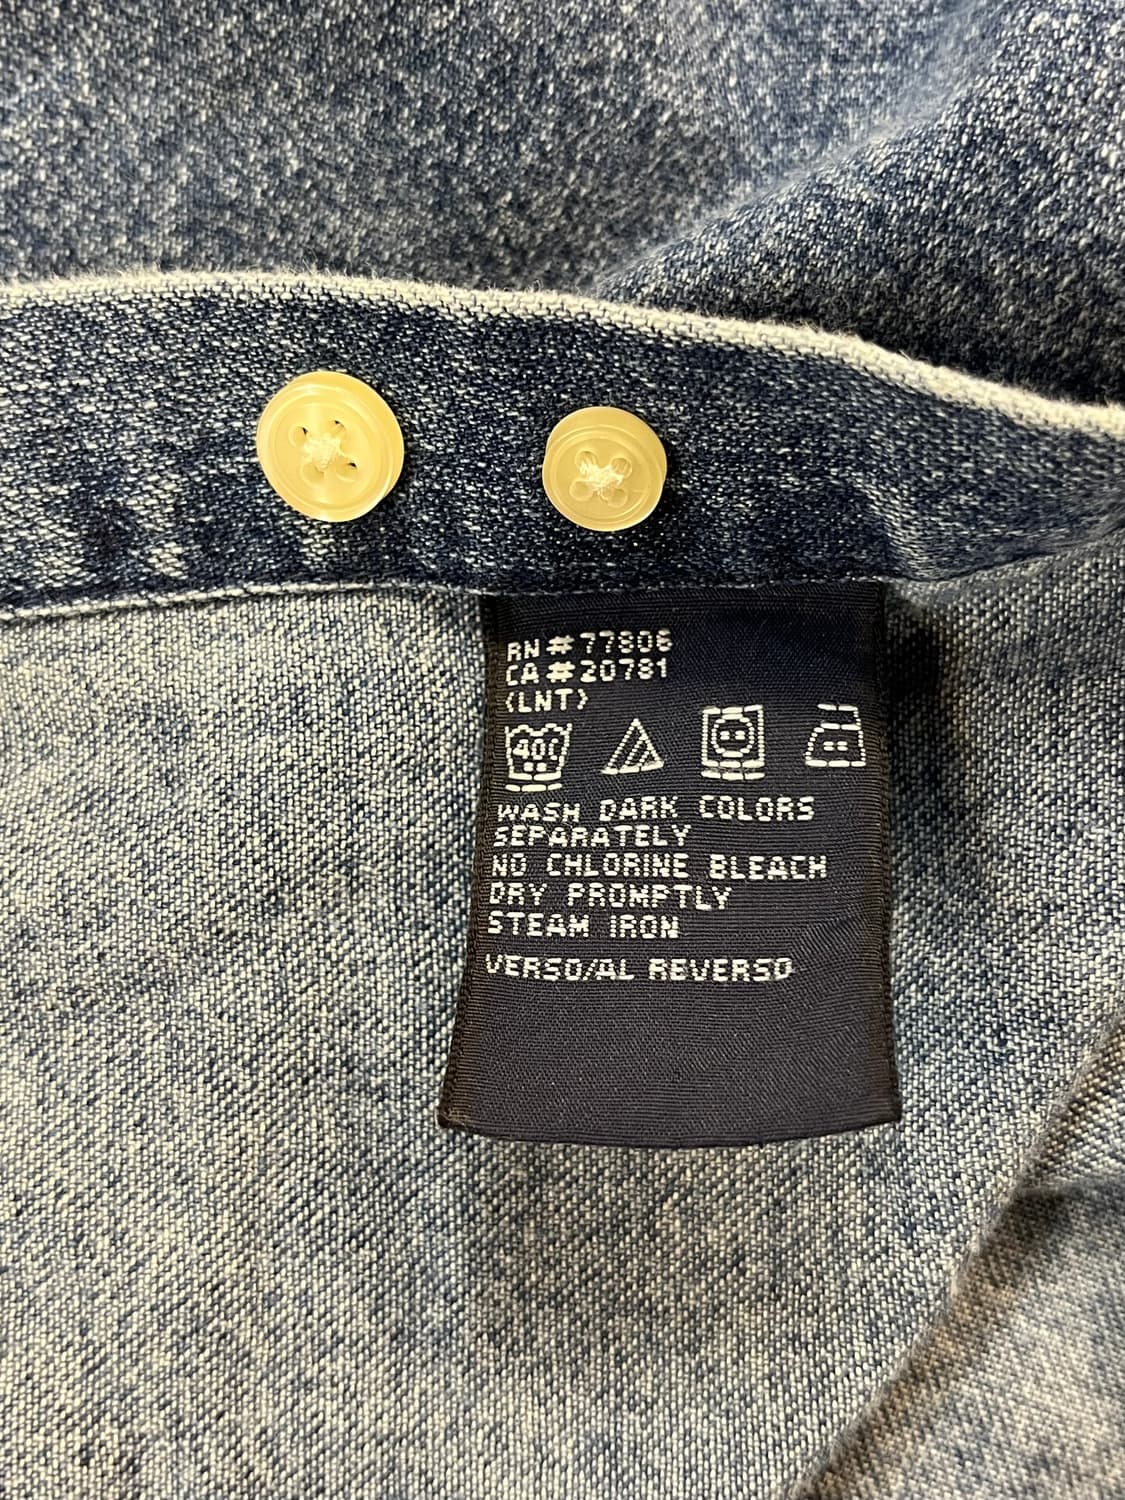 RN#77806
CA#20781
(LNT)
40C
WASH DARK COLORS
SEPARATELY
NO CHLORINE BLEACH
DRY PROMPTLY
STEAM IRON
VERSO/AL REVERSO